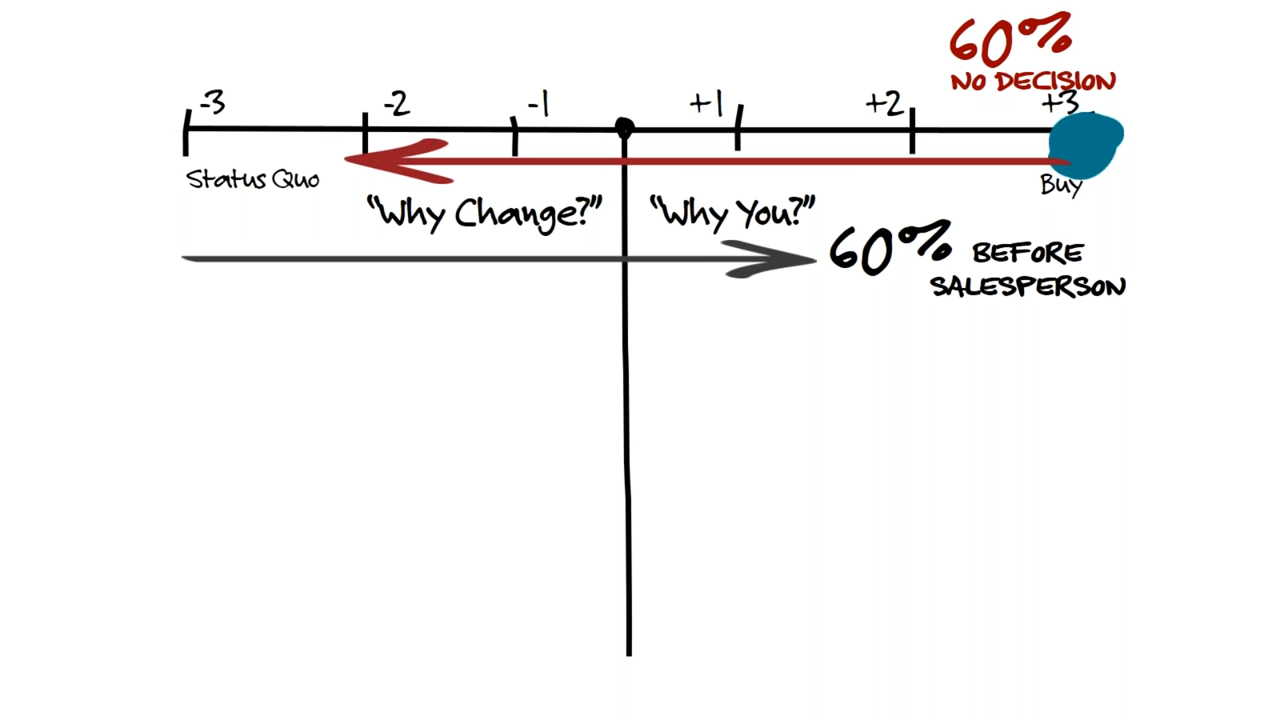 60%
NO DECISION
-3 -2 -1 +1 +2 +3
Status Quo
Buy
“Why Change?” “Why You?”
60% BEFORE
SALESPERSON